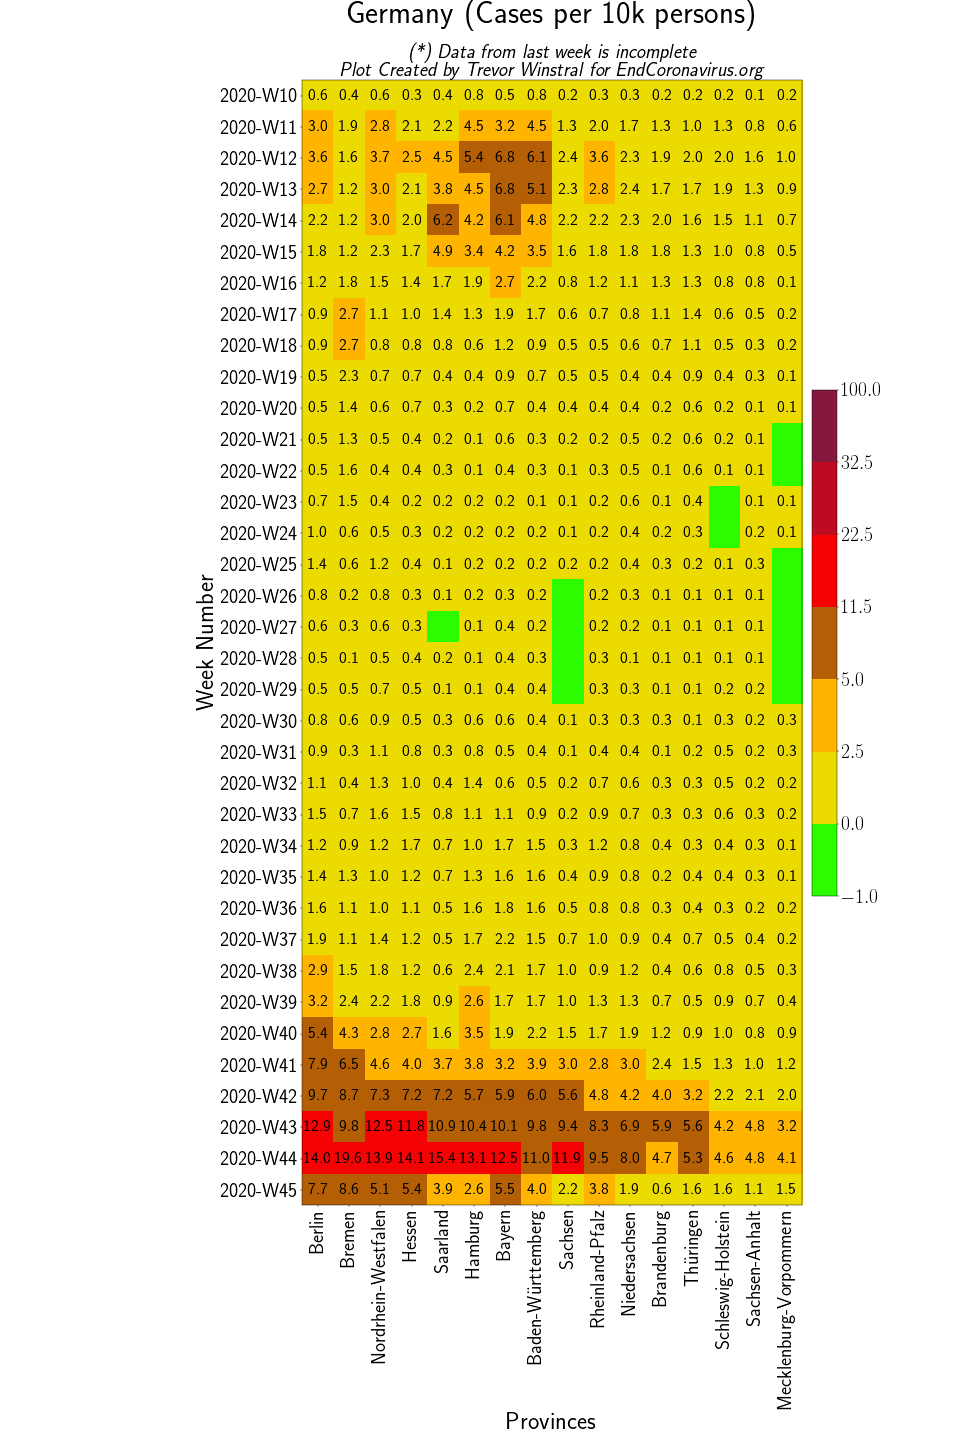 Germany (Cases per 10k persons)
(*) Data from last week is incomplete
Plot Created by Trevor Winstral for EndCoronavirus.org
2020-W10 0.6 0.4 0.6 0.3 0.4 0.8 0.5 0.8 0.2 0.3 0.3 0.2 0.2 0.2 0.1 0.2
2020-W11 3.0 1.9 2.8 2.1 2.2 4.5 3.2 4.5 1.3 2.0 1.7 1.3 1.0 1.3 0.8 0.6
2020-W12 3.6 1.6 3.7 2.5 4.5 5.4 6.8 6.1 2.4 3.6 2.3 1.9 2.0 2.0 1.6 1.0
2020-W13 2.7 1.2 3.0 2.1 3.8 4.5 6.8 5.1 2.3 2.8 2.4 1.7 1.7 1.9 1.3 0.9
2020-W14 2.2 1.2 3.0 2.0 6.2 4.2 6.1 4.8 2.2 2.2 2.3 2.0 1.6 1.5 1.1 0.7
2020-W15 1.8 1.2 2.3 1.7 4.9 3.4 4.2 3.5 1.6 1.8 1.8 1.8 1.3 1.0 0.8 0.5
2020-W16 1.2 1.8 1.5 1.4 1.7 1.9 2.7 2.2 0.8 1.2 1.1 1.3 1.3 0.8 0.8 0.1
2020-W17 0.9 2.7 1.1 1.0 1.4 1.3 1.9 1.7 0.6 0.7 0.8 1.1 1.4 0.6 0.5 0.2
2020-W18 0.9 2.7 0.8 0.8 0.8 0.6 1.2 0.9 0.5 0.5 0.6 0.7 1.1 0.5 0.3 0.2
2020-W19 0.5 2.3 0.7 0.7 0.4 0.4 0.9 0.7 0.5 0.5 0.4 0.4 0.9 0.4 0.3 0.1
2020-W20 0.5 1.4 0.6 0.7 0.3 0.2 0.7 0.4 0.4 0.4 0.4 0.2 0.6 0.2 0.1 0.1
2020-W21 0.5 1.3 0.5 0.4 0.2 0.1 0.6 0.3 0.2 0.2 0.5 0.2 0.6 0.2 0.1
2020-W22 0.5 1.6 0.4 0.4 0.3 0.1 0.4 0.3 0.1 0.3 0.5 0.1 0.6 0.1 0.1
2020-W23 0.7 1.5 0.4 0.2 0.2 0.2 0.2 0.1 0.1 0.2 0.6 0.1 0.4 0.1 0.1
2020-W24 1.0 0.6 0.5 0.3 0.2 0.2 0.2 0.2 0.1 0.2 0.4 0.2 0.3 0.2 0.1
2020-W25 1.4 0.6 1.2 0.4 0.1 0.2 0.2 0.2 0.2 0.2 0.4 0.3 0.2 0.1 0.3
2020-W26 0.8 0.2 0.8 0.3 0.1 0.2 0.3 0.2 0.2 0.3 0.1 0.1 0.1 0.1
2020-W27 0.6 0.3 0.6 0.3 0.1 0.4 0.2 0.2 0.2 0.1 0.1 0.1 0.1
2020-W28 0.5 0.1 0.5 0.4 0.2 0.1 0.4 0.3 0.3 0.1 0.1 0.1 0.1 0.1
2020-W29 0.5 0.5 0.7 0.5 0.1 0.1 0.4 0.4 0.3 0.3 0.1 0.1 0.2 0.2
2020-W30 0.8 0.6 0.9 0.5 0.3 0.6 0.6 0.4 0.1 0.3 0.3 0.3 0.1 0.3 0.2 0.3
2020-W31 0.9 0.3 1.1 0.8 0.3 0.8 0.5 0.4 0.1 0.4 0.4 0.1 0.2 0.5 0.2 0.3
2020-W32 1.1 0.4 1.3 1.0 0.4 1.4 0.6 0.5 0.2 0.7 0.6 0.3 0.3 0.5 0.2 0.2
2020-W33 1.5 0.7 1.6 1.5 0.8 1.1 1.1 0.9 0.2 0.9 0.7 0.3 0.3 0.6 0.3 0.2
2020-W34 1.2 0.9 1.2 1.7 0.7 1.0 1.7 1.5 0.3 1.2 0.8 0.4 0.3 0.4 0.3 0.1
2020-W35 1.4 1.3 1.0 1.2 0.7 1.3 1.6 1.6 0.4 0.9 0.8 0.2 0.4 0.4 0.3 0.1
2020-W36 1.6 1.1 1.0 1.1 0.5 1.6 1.8 1.6 0.5 0.8 0.8 0.3 0.4 0.3 0.2 0.2
2020-W37 1.9 1.1 1.4 1.2 0.5 1.7 2.2 1.5 0.7 1.0 0.9 0.4 0.7 0.5 0.4 0.2
2020-W38 2.9 1.5 1.8 1.2 0.6 2.4 2.1 1.7 1.0 0.9 1.2 0.4 0.6 0.8 0.5 0.3
2020-W39 3.2 2.4 2.2 1.8 0.9 2.6 1.7 1.7 1.0 1.3 1.3 0.7 0.5 0.9 0.7 0.4
2020-W40 5.4 4.3 2.8 2.7 1.6 3.5 1.9 2.2 1.5 1.7 1.9 1.2 0.9 1.0 0.8 0.9
2020-W41 7.9 6.5 4.6 4.0 3.7 3.8 3.2 3.9 3.0 2.8 3.0 2.4 1.5 1.3 1.0 1.2
2020-W42 9.7 8.7 7.3 7.2 7.2 5.7 5.9 6.0 5.6 4.8 4.2 4.0 3.2 2.2 2.1 2.0
2020-W43 12.9 9.8 12.5 11.8 10.9 10.4 10.1 9.8 9.4 8.3 6.9 5.9 5.6 4.2 4.8 3.2
2020-W44 14.0 19.6 13.9 14.1 15.4 13.1 12.5 11.0 11.9 9.5 8.0 4.7 5.3 4.6 4.8 4.1
2020-W45 7.7 8.6 5.1 5.4 3.9 2.6 5.5 4.0 2.2 3.8 1.9 0.6 1.6 1.6 1.1 1.5
Week Number
Berlin
Bremen
Nordrhein-Westfalen
Hessen
Saarland
Hamburg
Bayern
Baden-Württemberg
Sachsen
Rheinland-Pfalz
Niedersachsen
Brandenburg
Thüringen
Schleswig-Holstein
Sachsen-Anhalt
Mecklenburg-Vorpommern
Provinces
100.0
32.5
22.5
11.5
5.0
2.5
0.0
−1.0